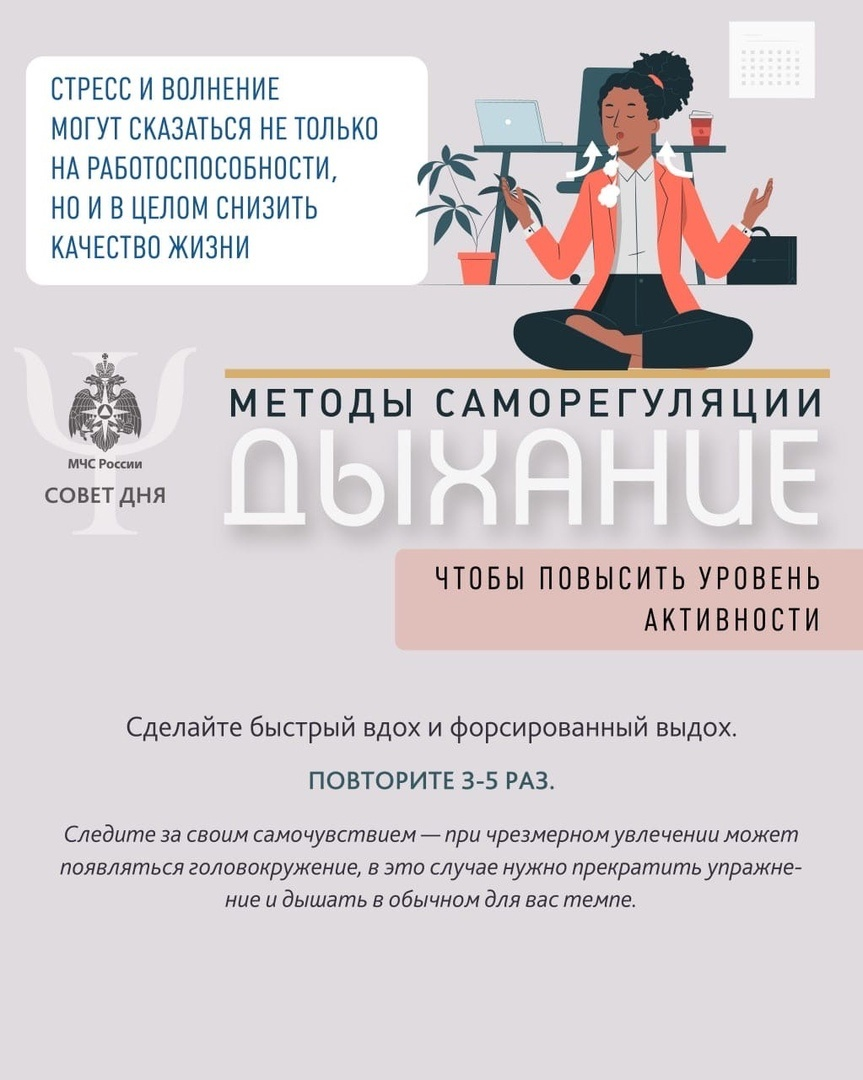 СТРЕСС И ВОЛНЕНИЕ
МОГУТ СКАЗАТЬСЯ НЕ ТОЛЬКО
НА РАБОТОСПОСОБНОСТИ,
НО И В ЦЕЛОМ СНИЗИТЬ
КАЧЕСТВО ЖИЗНИ
МЧС России
СОВЕТ ДНЯ
МЕТОДЫ САМОРЕГУЛЯЦИИ
ДЫХАНИЕ
ЧТОБЫ ПОВЫСИТЬ УРОВЕНЬ
АКТИВНОСТИ
Сделайте быстрый вдох и форсированный выдох.
ПОВТОРИТЕ 3-5 РАЗ.
Следите за своим самочувствием — при чрезмерном увлечении может
появляться головокружение, в это случае нужно прекратить упражне-
ние и дышать в обычном для вас темпе.